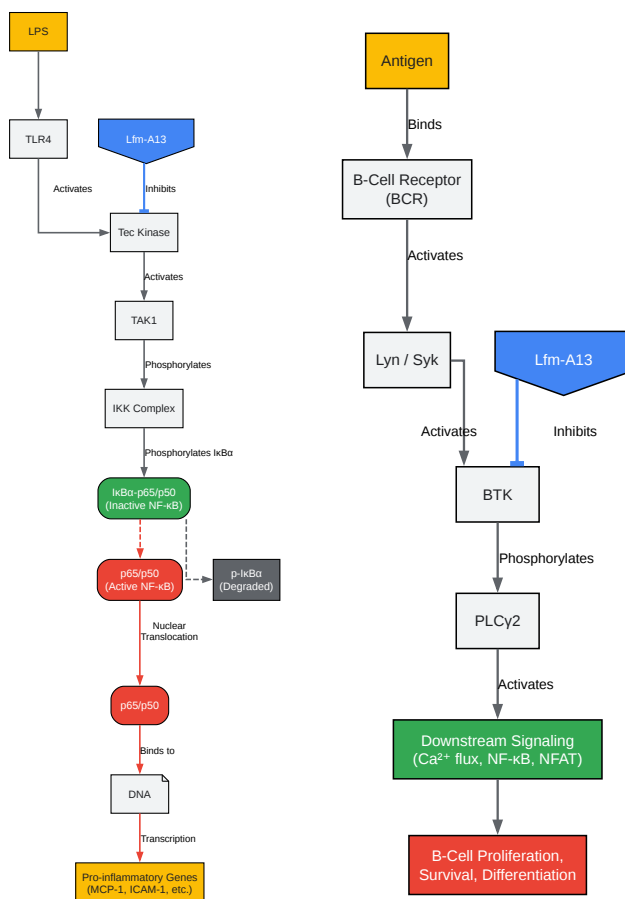 LPS
TLR4
Lfm-A13
Activates
Inhibits
Tec Kinase
Activates
TAK1
Phosphorylates
IKK Complex
Phosphorylates IκBα
IκBα-p65/p50
(Inactive NF-κB)
p65/p50
(Active NF-κB)
p-IκBα
(Degraded)
Nuclear
Translocation
p65/p50
Binds to
DNA
Transcription
Pro-inflammatory Genes
(MCP-1, ICAM-1, etc.)
Antigen
Binds
B-Cell Receptor
(BCR)
Activates
Lyn / Syk
Lfm-A13
Activates
Inhibits
BTK
Phosphorylates
PLCγ2
Activates
Downstream Signaling
(Ca²⁺ flux, NF-κB, NFAT)
B-Cell Proliferation,
Survival, Differentiation